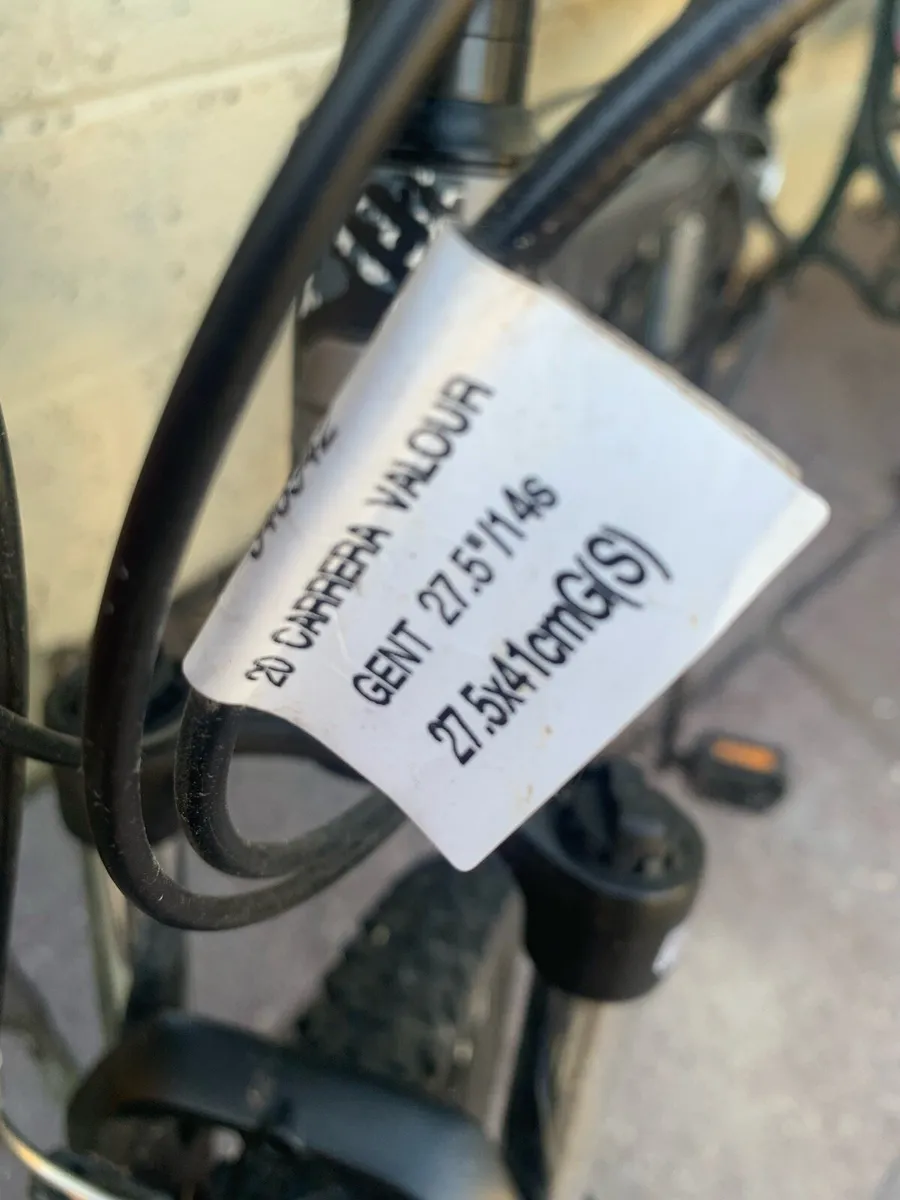 20 CARRERA VALOUR
GENT 27.5"/14s
27.5x41cmG(S)